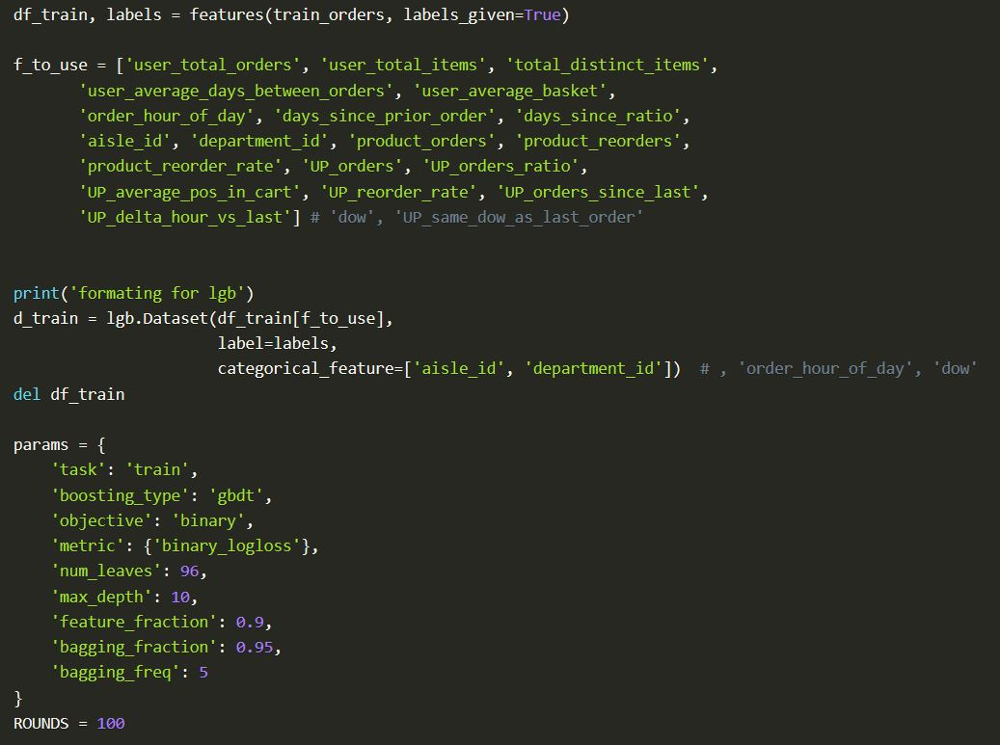 df_train, labels = features(train_orders, labels_given=True)
f_to_use = ['user_total_orders', 'user_total_items', 'total_distinct_items',
'user_average_days_between_orders', 'user_average_basket',
'order_hour_of_day', 'days_since_prior_order', 'days_since_ratio',
'aisle_id', 'department_id', 'product_orders', 'product_reorders',
'product_reorder_rate', 'UP_orders', 'UP_orders_ratio',
'UP_average_pos_in_cart', 'UP_reorder_rate', 'UP_orders_since_last',
'UP_delta_hour_vs_last'] # 'dow', 'UP_same_dow_as_last_order'
print('formating for lgb')
d_train = lgb.Dataset(df_train[f_to_use],
label=labels,
categorical_feature=['aisle_id', 'department_id'])  # , 'order_hour_of_day', 'dow'
del df_train
params = {
'task': 'train',
'boosting_type': 'gbdt',
'objective': 'binary',
'metric': {'binary_logloss'},
'num_leaves': 96,
'max_depth': 10,
'feature_fraction': 0.9,
'bagging_fraction': 0.95,
'bagging_freq': 5
}
ROUNDS = 100